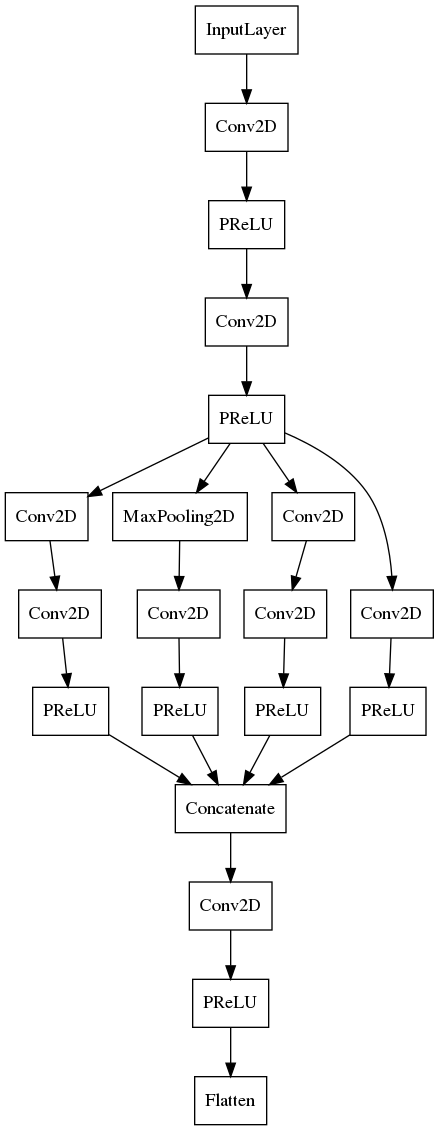 InputLayer
Conv2D
PReLU
Conv2D
PReLU
Conv2D
MaxPooling2D
Conv2D
Conv2D
Conv2D
Conv2D
Conv2D
PReLU
PReLU
PReLU
PReLU
Concatenate
Conv2D
PReLU
Flatten